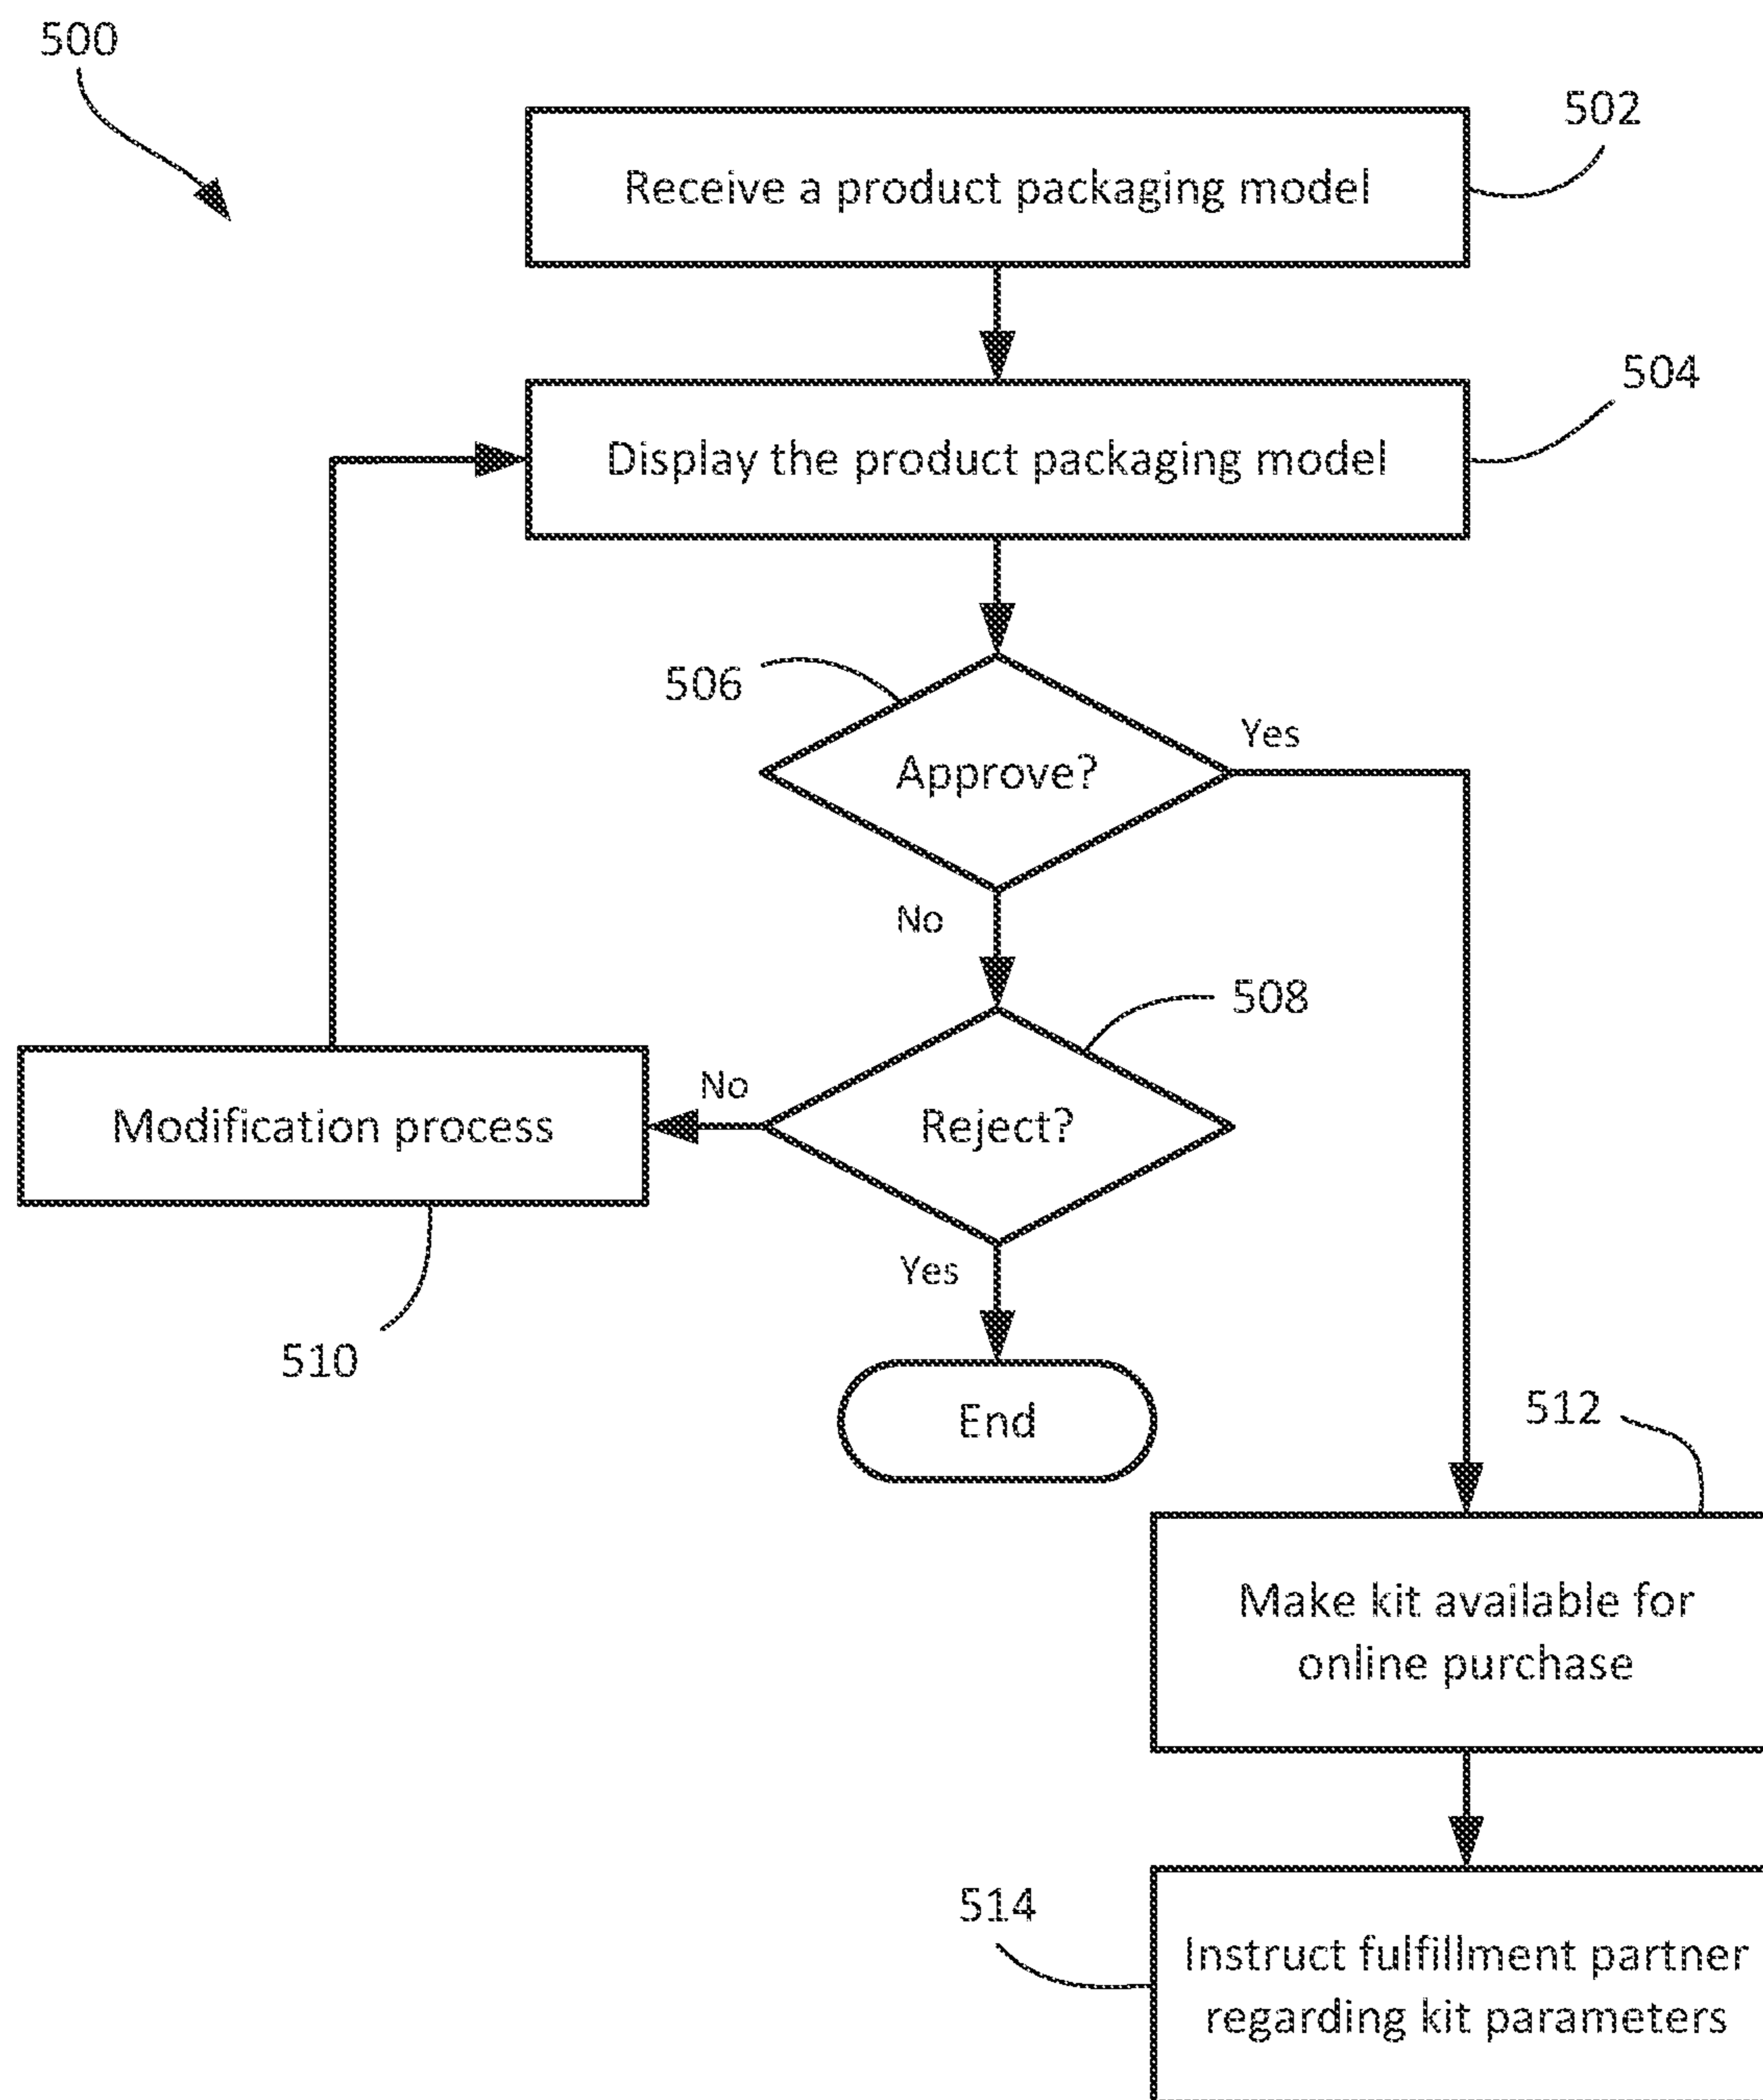 500
502
Receive a product packaging model
504
Display the product packaging model
506
Approve?
Yes
No
508
Reject?
No
Modification process
510
Yes
End
512
Make kit available for
online purchase
514
Instruct fulfillment partner
regarding kit parameters